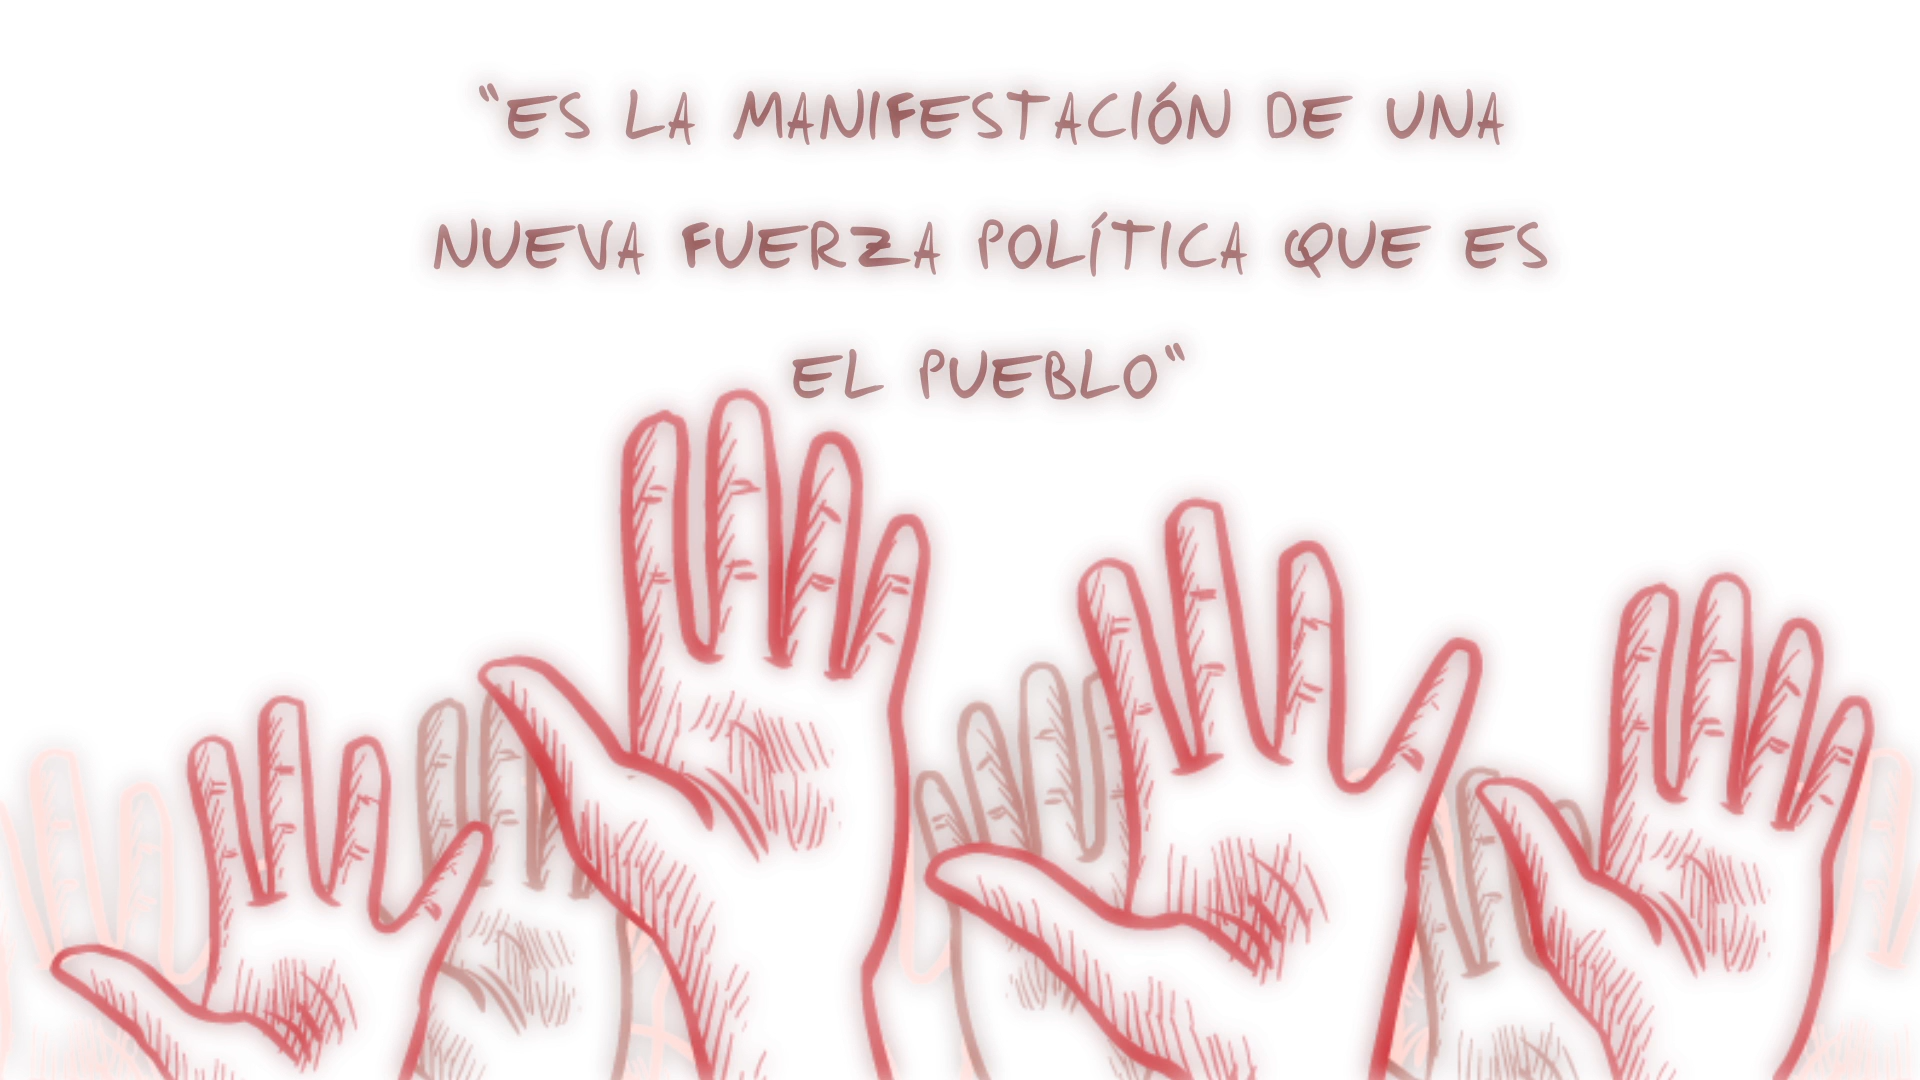 “ES LA MANIFESTACIÓN DE UNA
NUEVA FUERZA POLÍTICA QUE ES
EL PUEBLO“